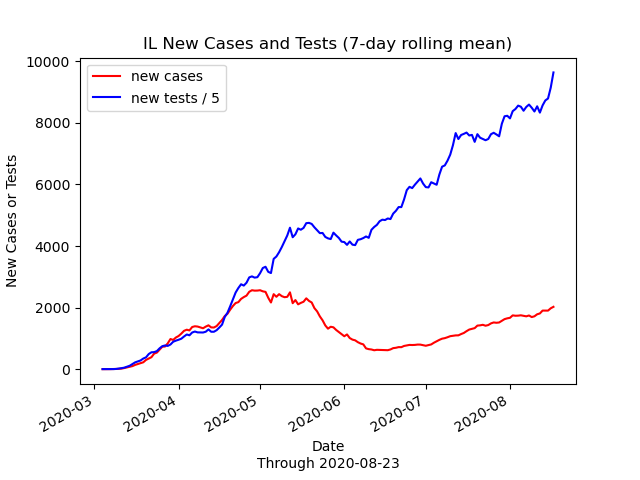 IL New Cases and Tests (7-day rolling mean)
new cases
new tests / 5
New Cases or Tests
10000
8000
6000
4000
2000
0
2020-03
2020-04
2020-05
2020-06
2020-07
2020-08
Date
Through 2020-08-23